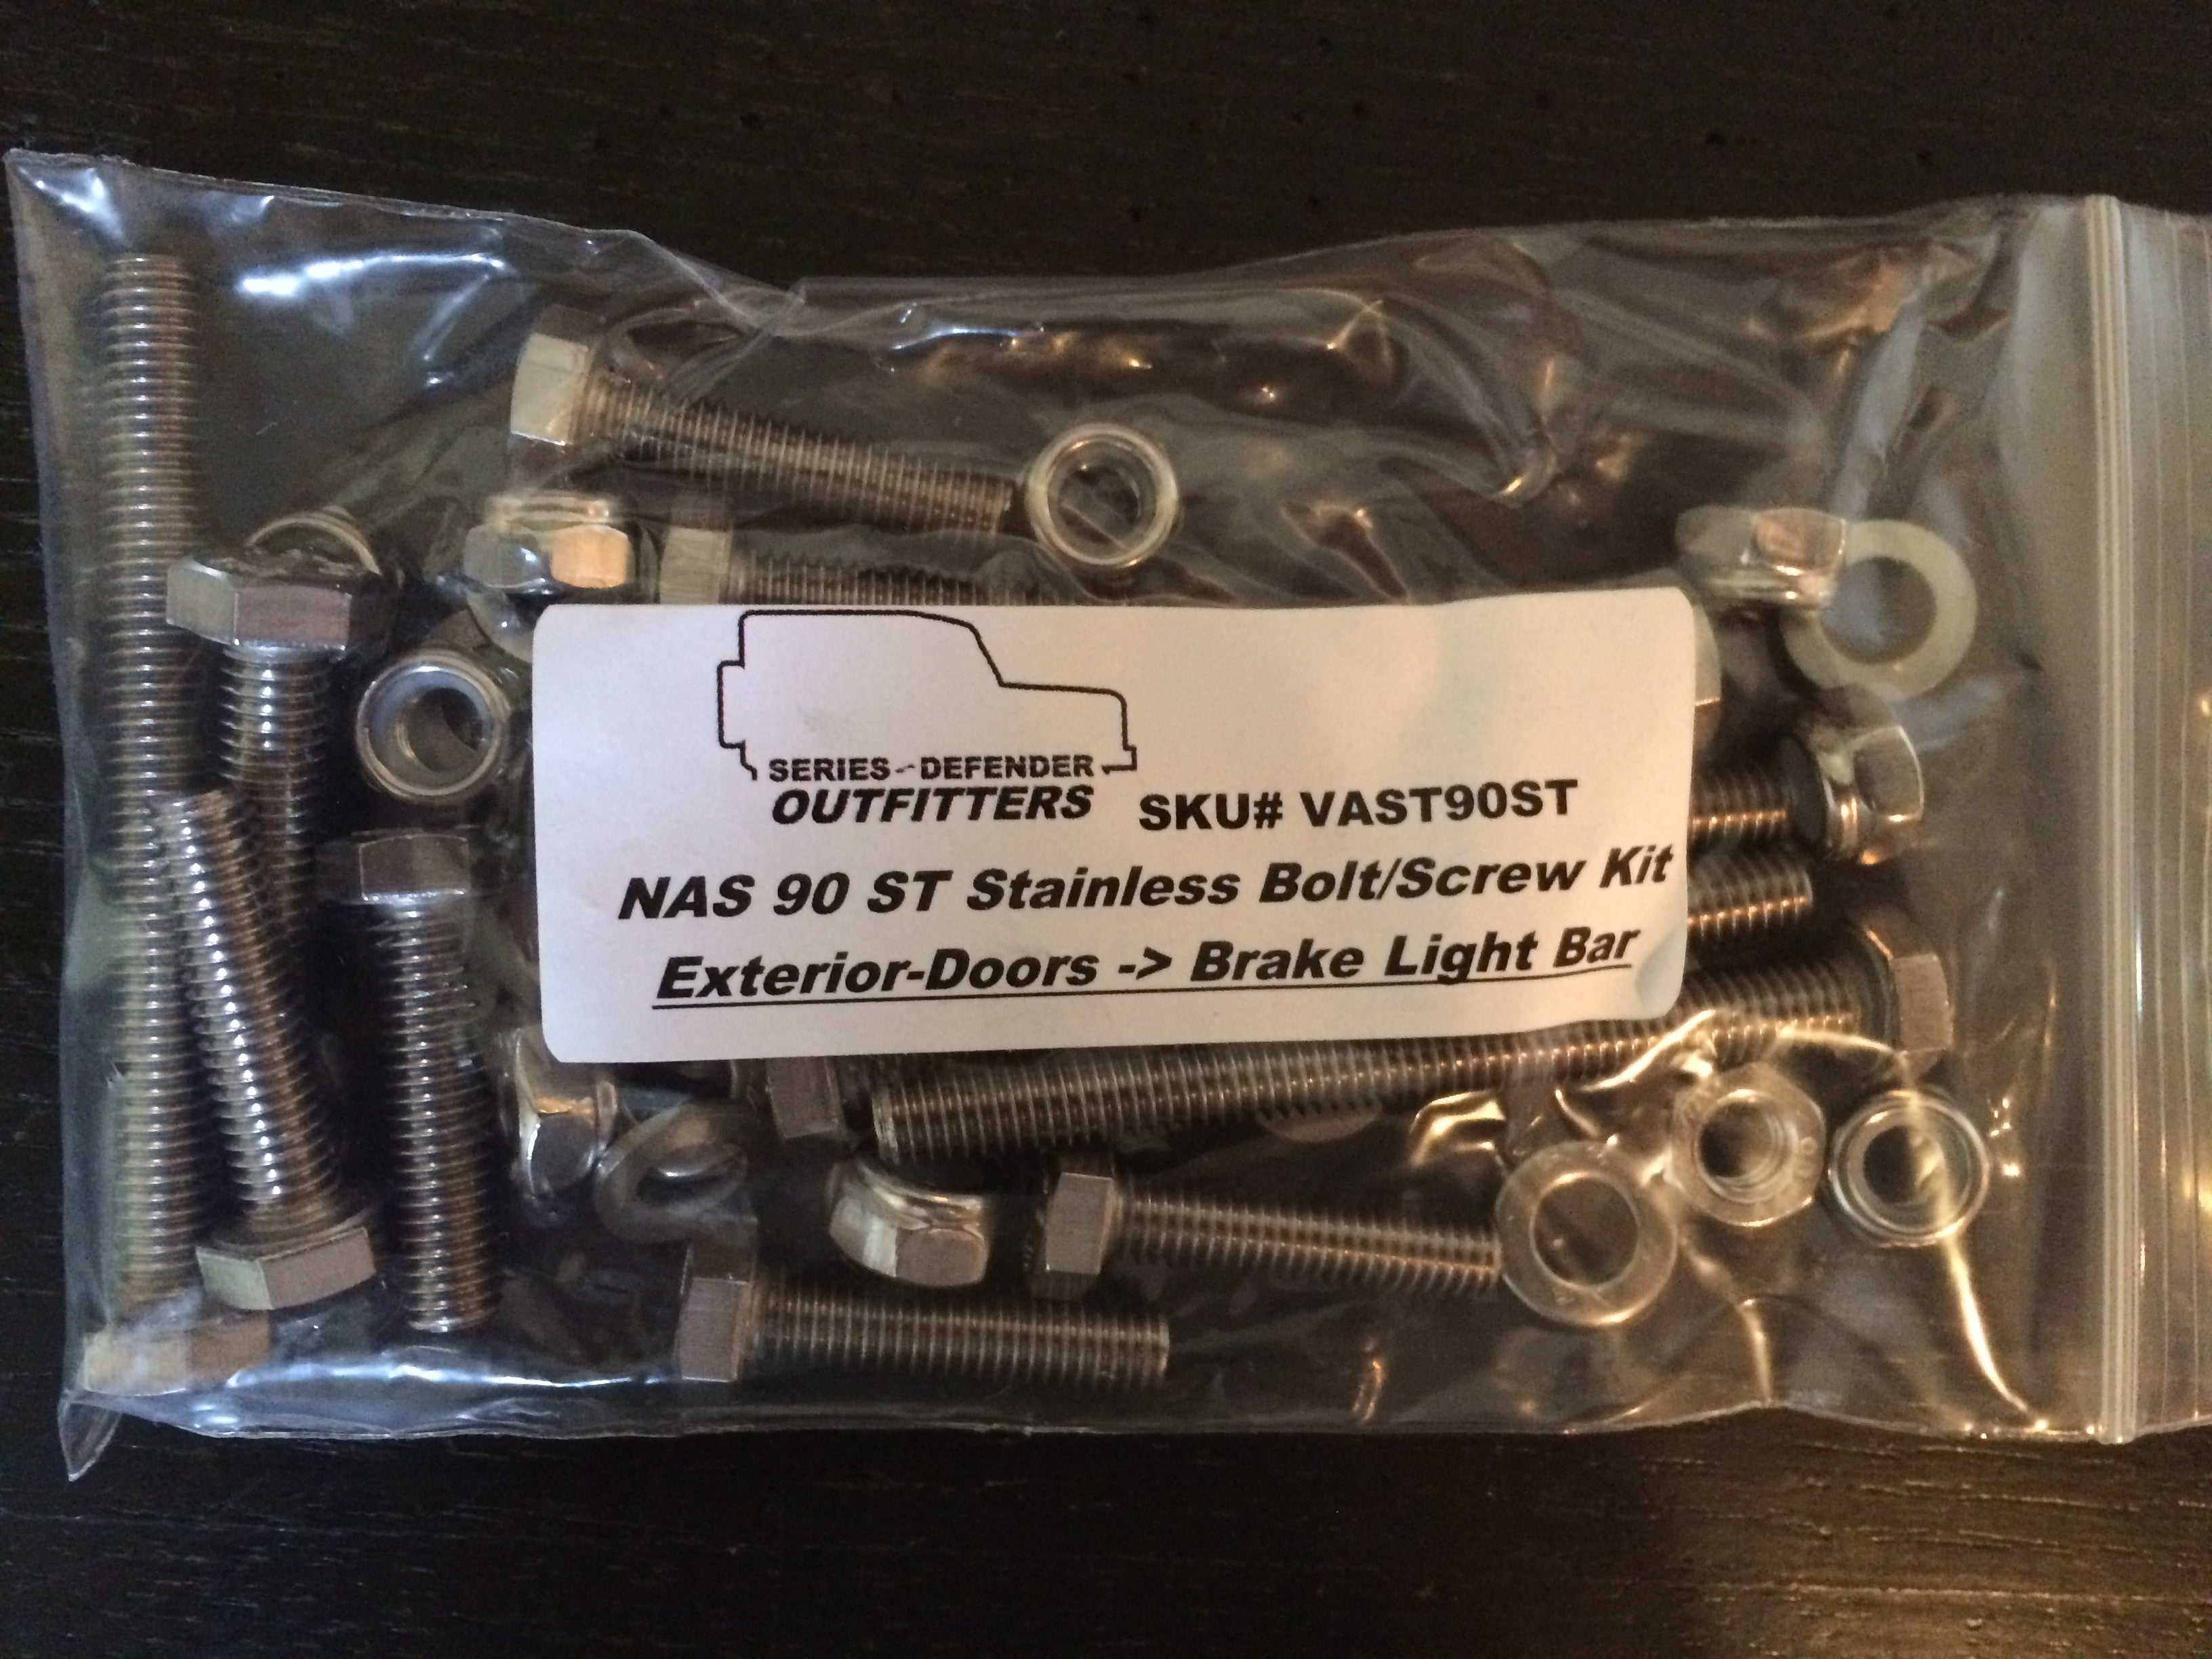 SERIES-DEFENDER
OUTFITTERS SKU# VAST90ST
NAS 90 ST Stainless Bolt/Screw Kit
Exterior-Doors -> Brake Light Bar